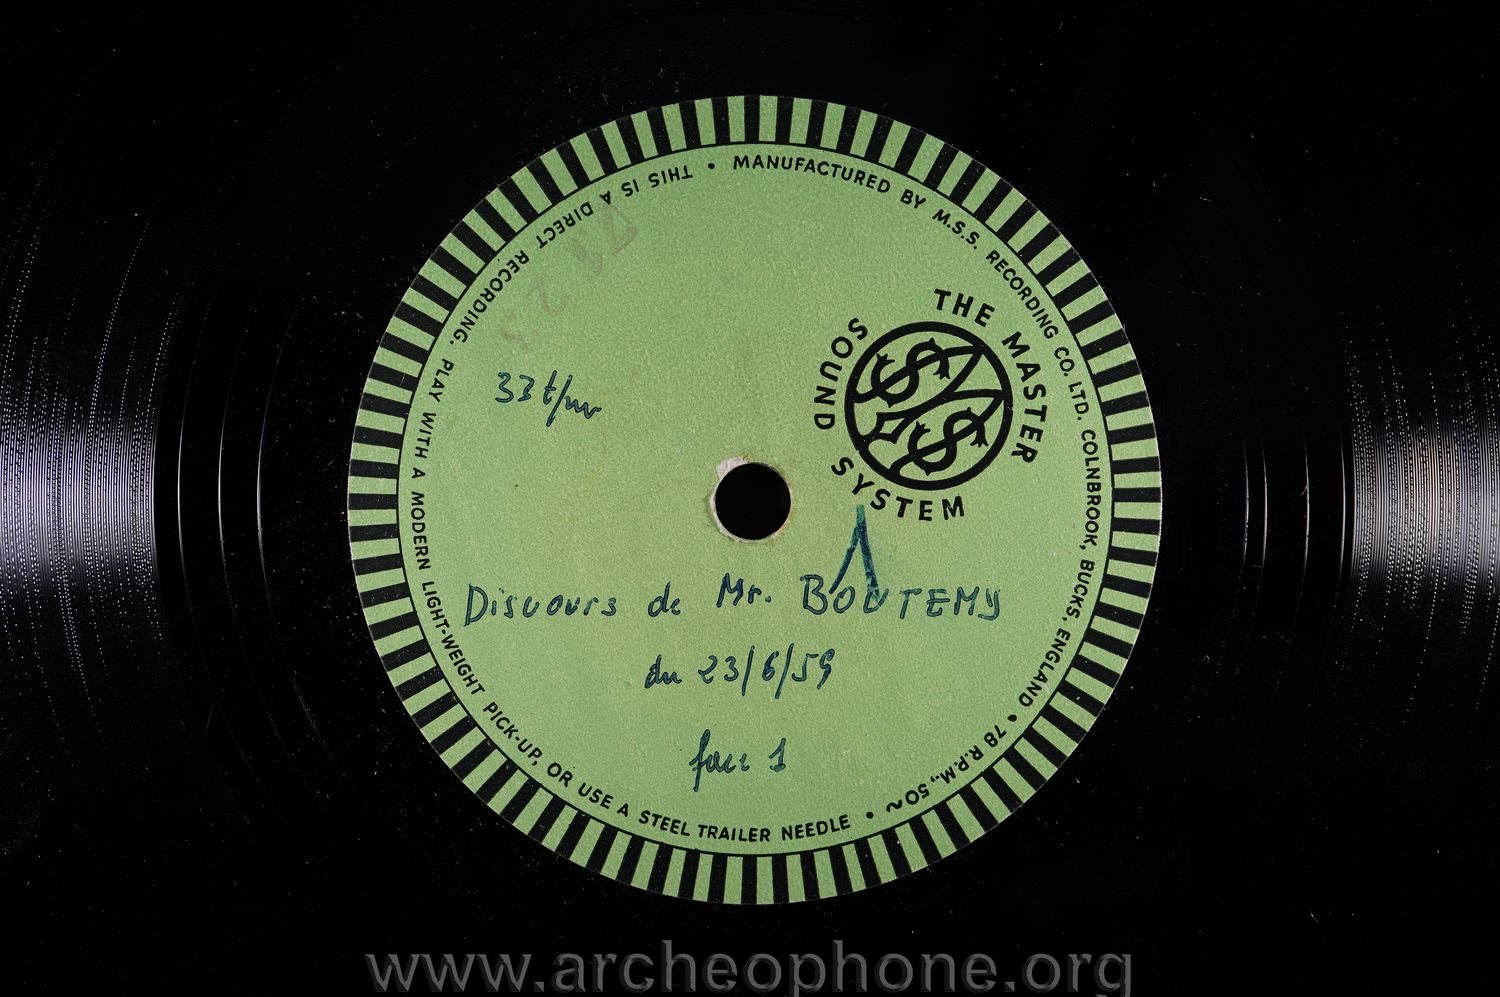 MANUFACTURED BY M.S.S. RECORDING CO. LTD. COLNBROOK, BUCKS, ENGLAND • 78 R.P.M., 50~ •
THIS IS A DIRECT RECORDING. PLAY WITH A MODERN LIGHT-WEIGHT PICK-UP, OR USE A STEEL TRAILER NEEDLE •
THE MASTER
SOUND
SYSTEM
MSS
33 t/mn
Discours de Mr. BOUTEMY
du 23/6/59
face 1
www.archeophone.org